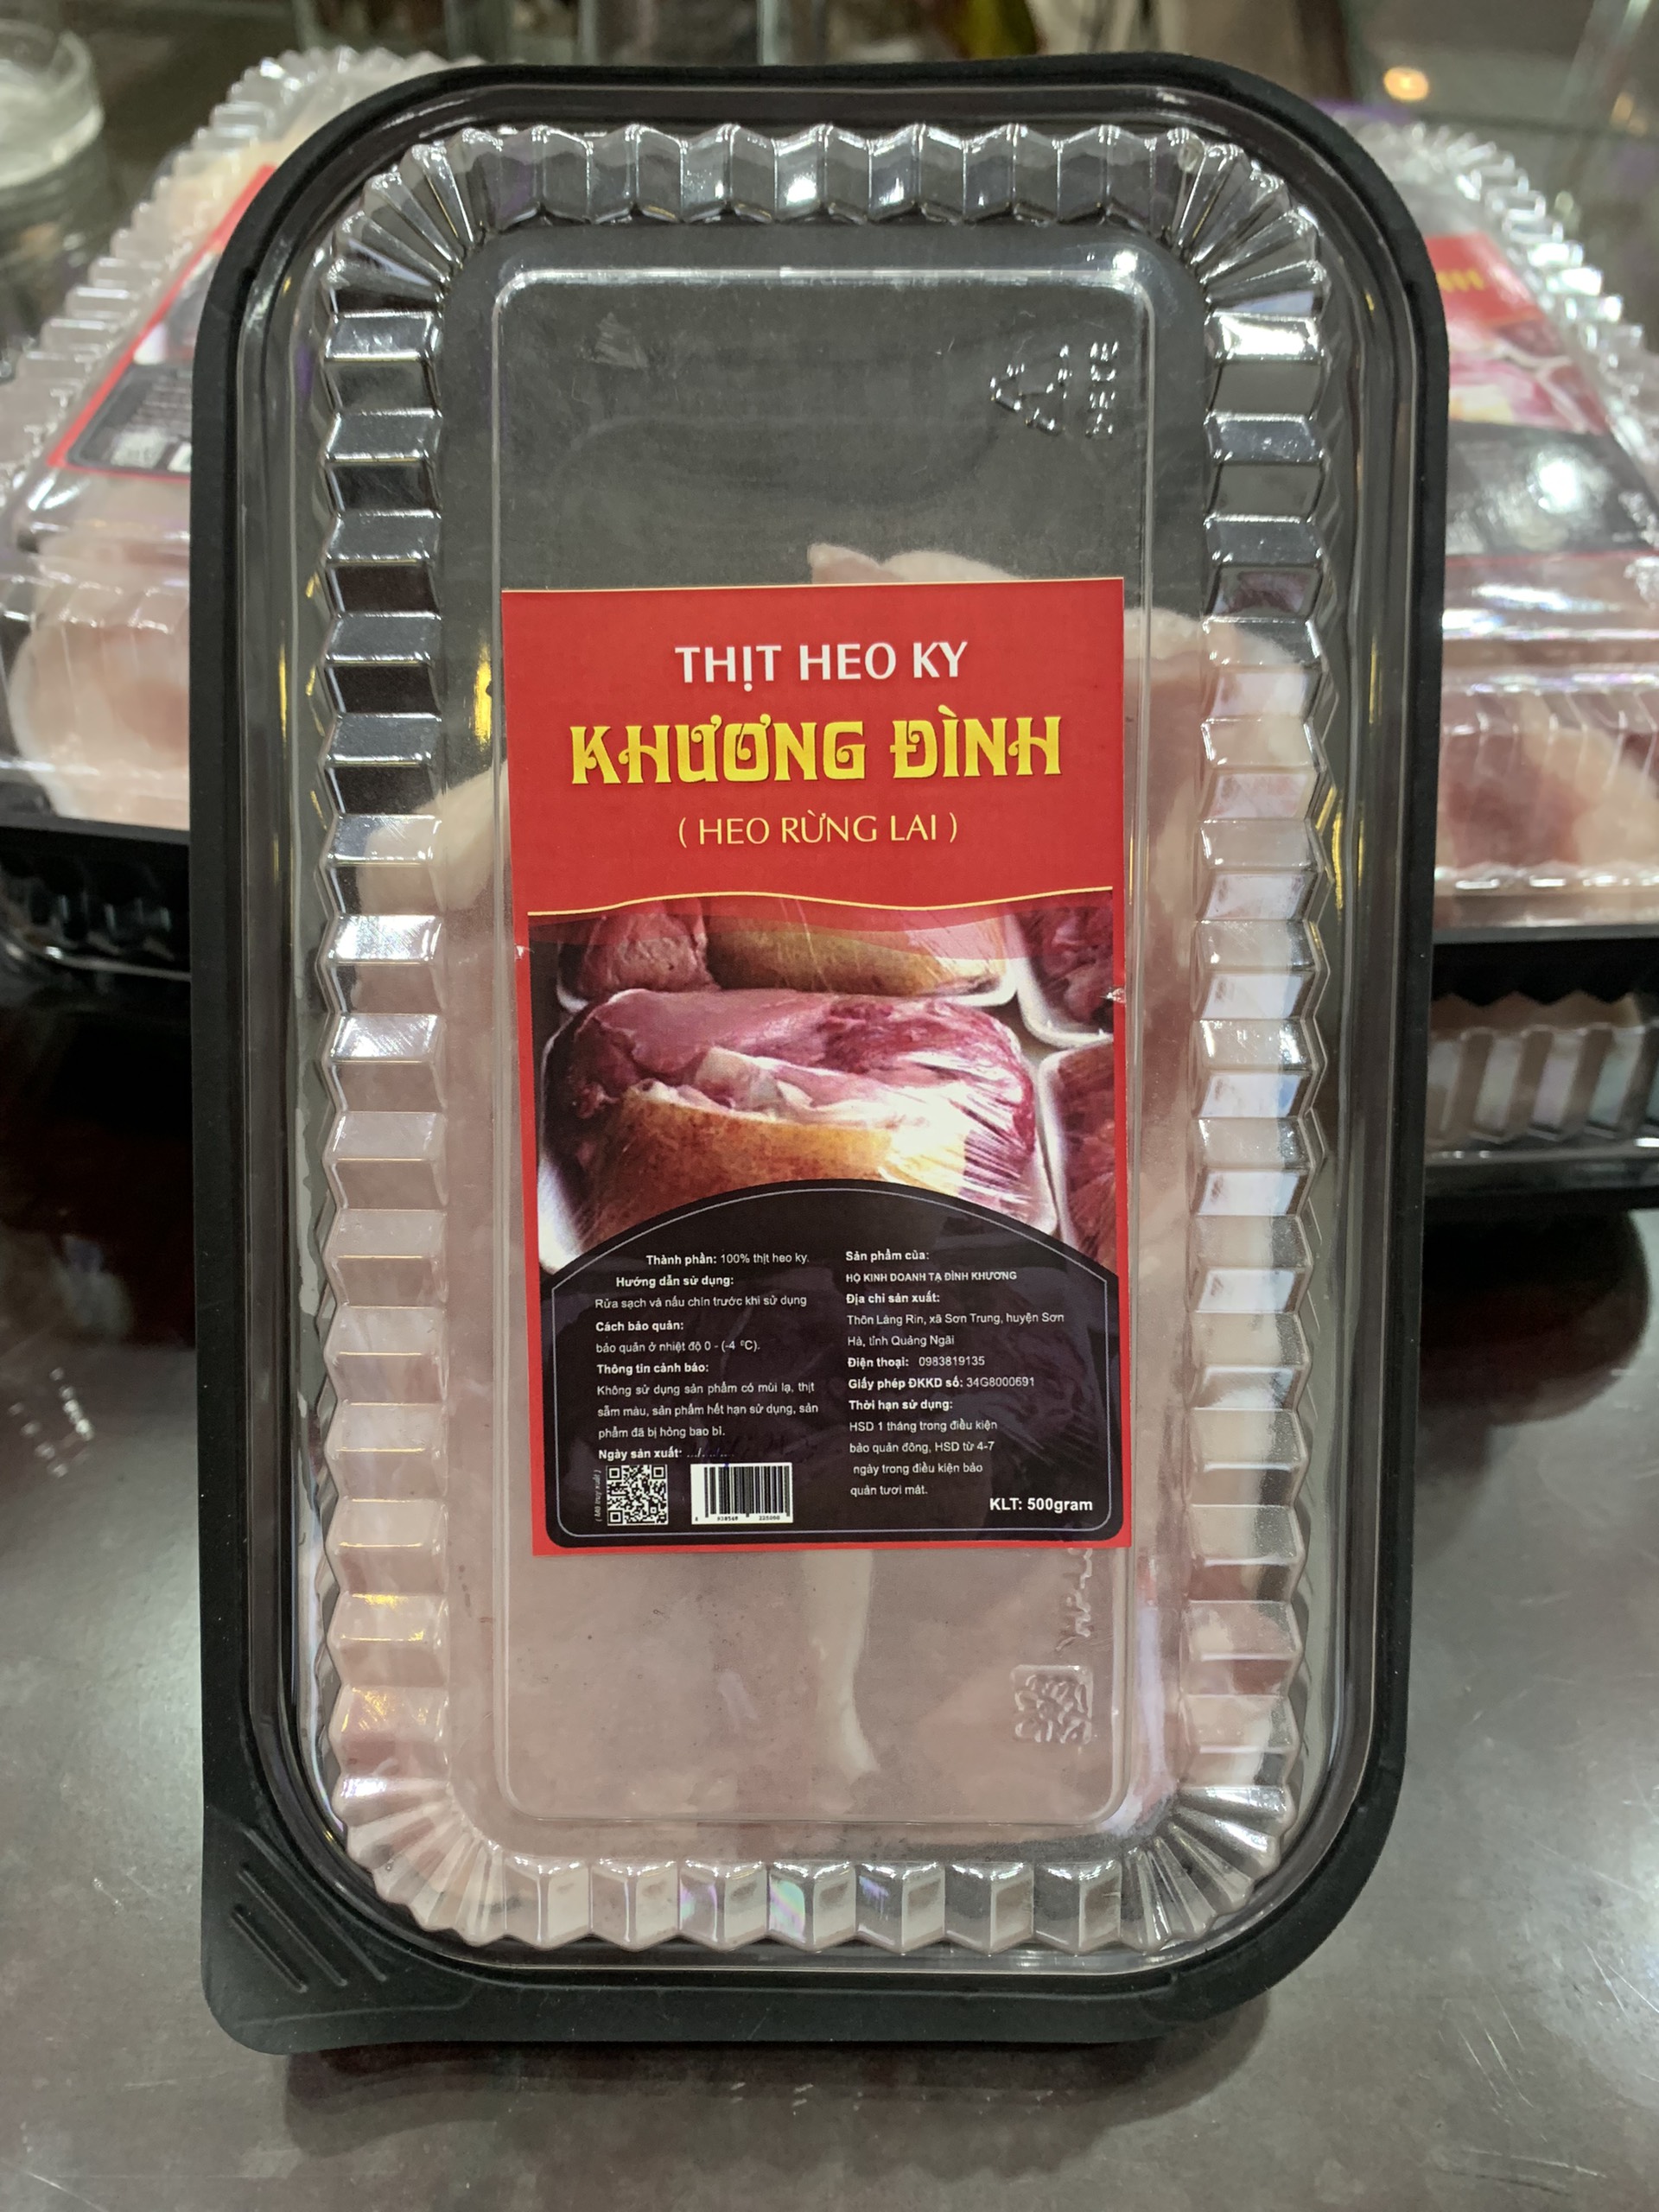 THỊT HEO KY
KHƯƠNG ĐÌNH
( HEO RỪNG LAI )
Thành phần: 100% thịt heo ky.
Hướng dẫn sử dụng:
Rửa sạch và nấu chín trước khi sử dụng
Cách bảo quản:
bảo quản ở nhiệt độ 0 - (-4 ⁰C).
Thông tin cảnh báo:
Không sử dụng sản phẩm có mùi lạ, thịt
sẫm màu, sản phẩm hết hạn sử dụng, sản
phẩm đã bị hỏng bao bì.
Ngày sản xuất:
( Mã truy xuất )
Sản phẩm của:
HỘ KINH DOANH TẠ ĐÌNH KHƯƠNG
Địa chỉ sản xuất:
Thôn Làng Rin, xã Sơn Trung, huyện Sơn
Hà, tỉnh Quảng Ngãi
Điện thoại: 0983819135
Giấy phép ĐKKD số: 34G8000691
Thời hạn sử dụng:
HSD 1 tháng trong điều kiện
bảo quản đông, HSD từ 4-7
ngày trong điều kiện bảo
quản tươi mát.
KLT: 500gram